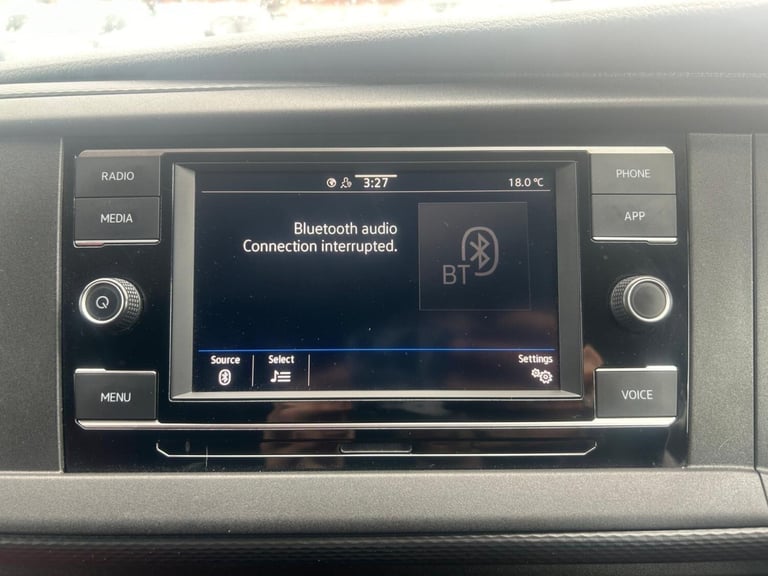 RADIO
MEDIA
MENU
3:27
18.0 °C
Bluetooth audio
Connection interrupted.
BT
Source
Select
Settings
PHONE
APP
VOICE